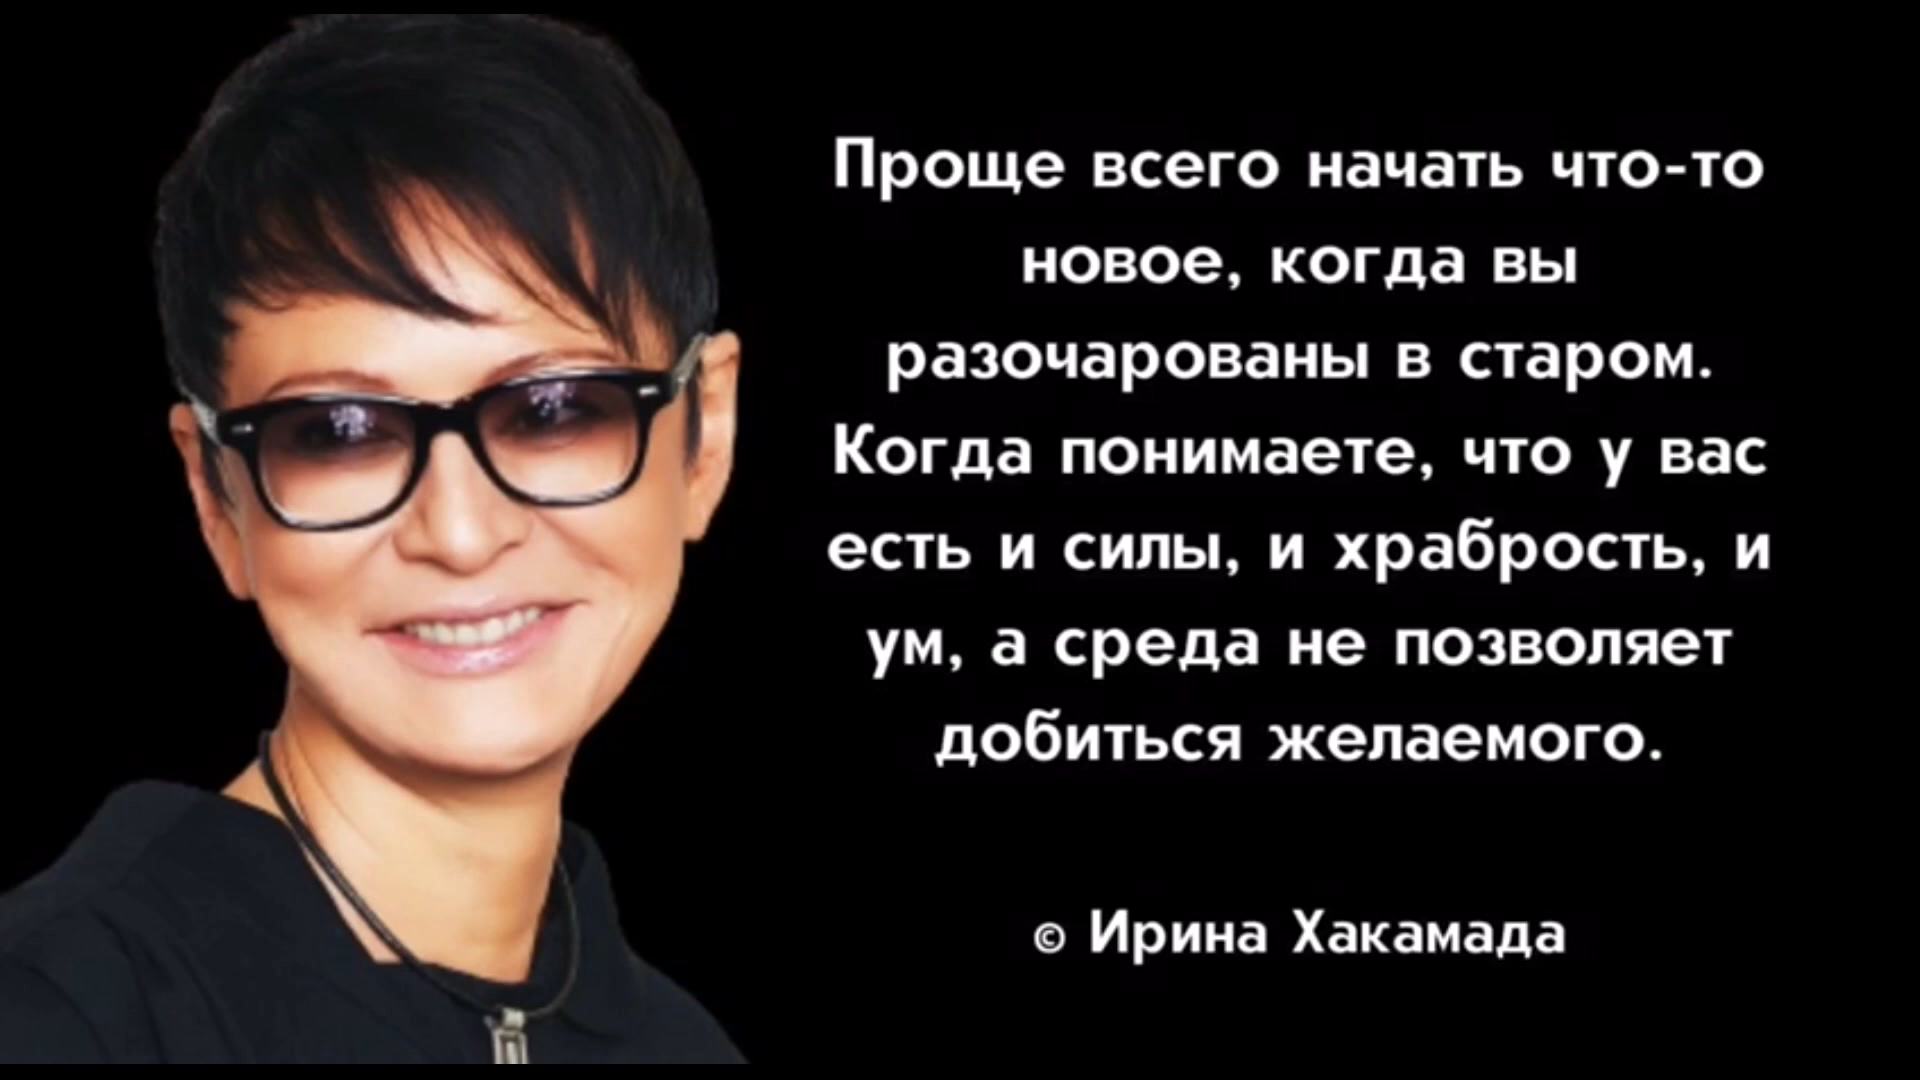 Проще всего начать что-то
новое, когда вы
разочарованы в старом.
Когда понимаете, что у вас
есть и силы, и храбрость, и
ум, а среда не позволяет
добиться желаемого.
© Ирина Хакамада